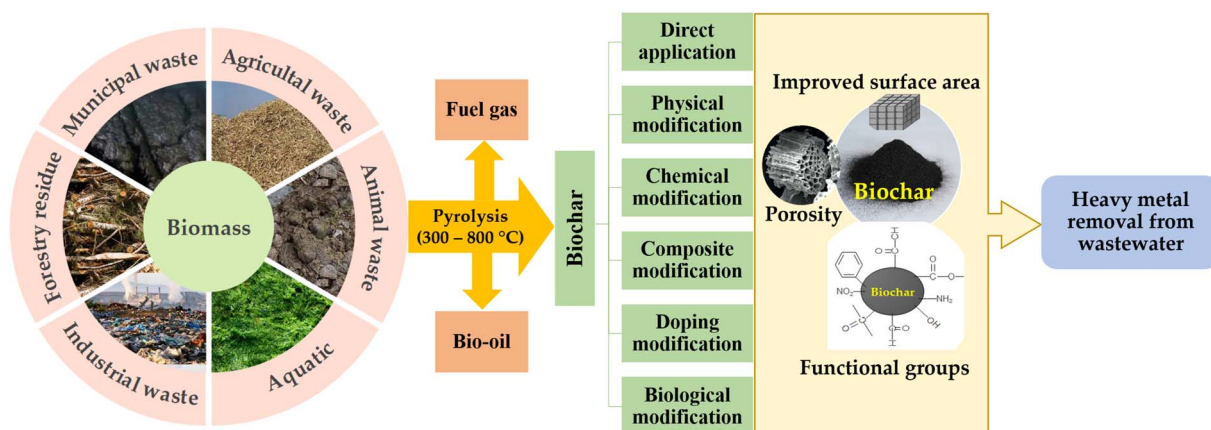 Municipal waste
Agricultal waste
Animal waste
Aquatic
Industrial waste
Forestry residue
Biomass
Fuel gas
Pyrolysis
(300 – 800 °C)
Bio-oil
Biochar
Direct
application
Physical
modification
Chemical
modification
Composite
modification
Doping
modification
Biological
modification
Improved surface area
Biochar
Porosity
OH
C
O
C
O
O
NO₂
Biochar
NH₂
OH
O
C
O
H
Functional groups
Heavy metal
removal from
wastewater